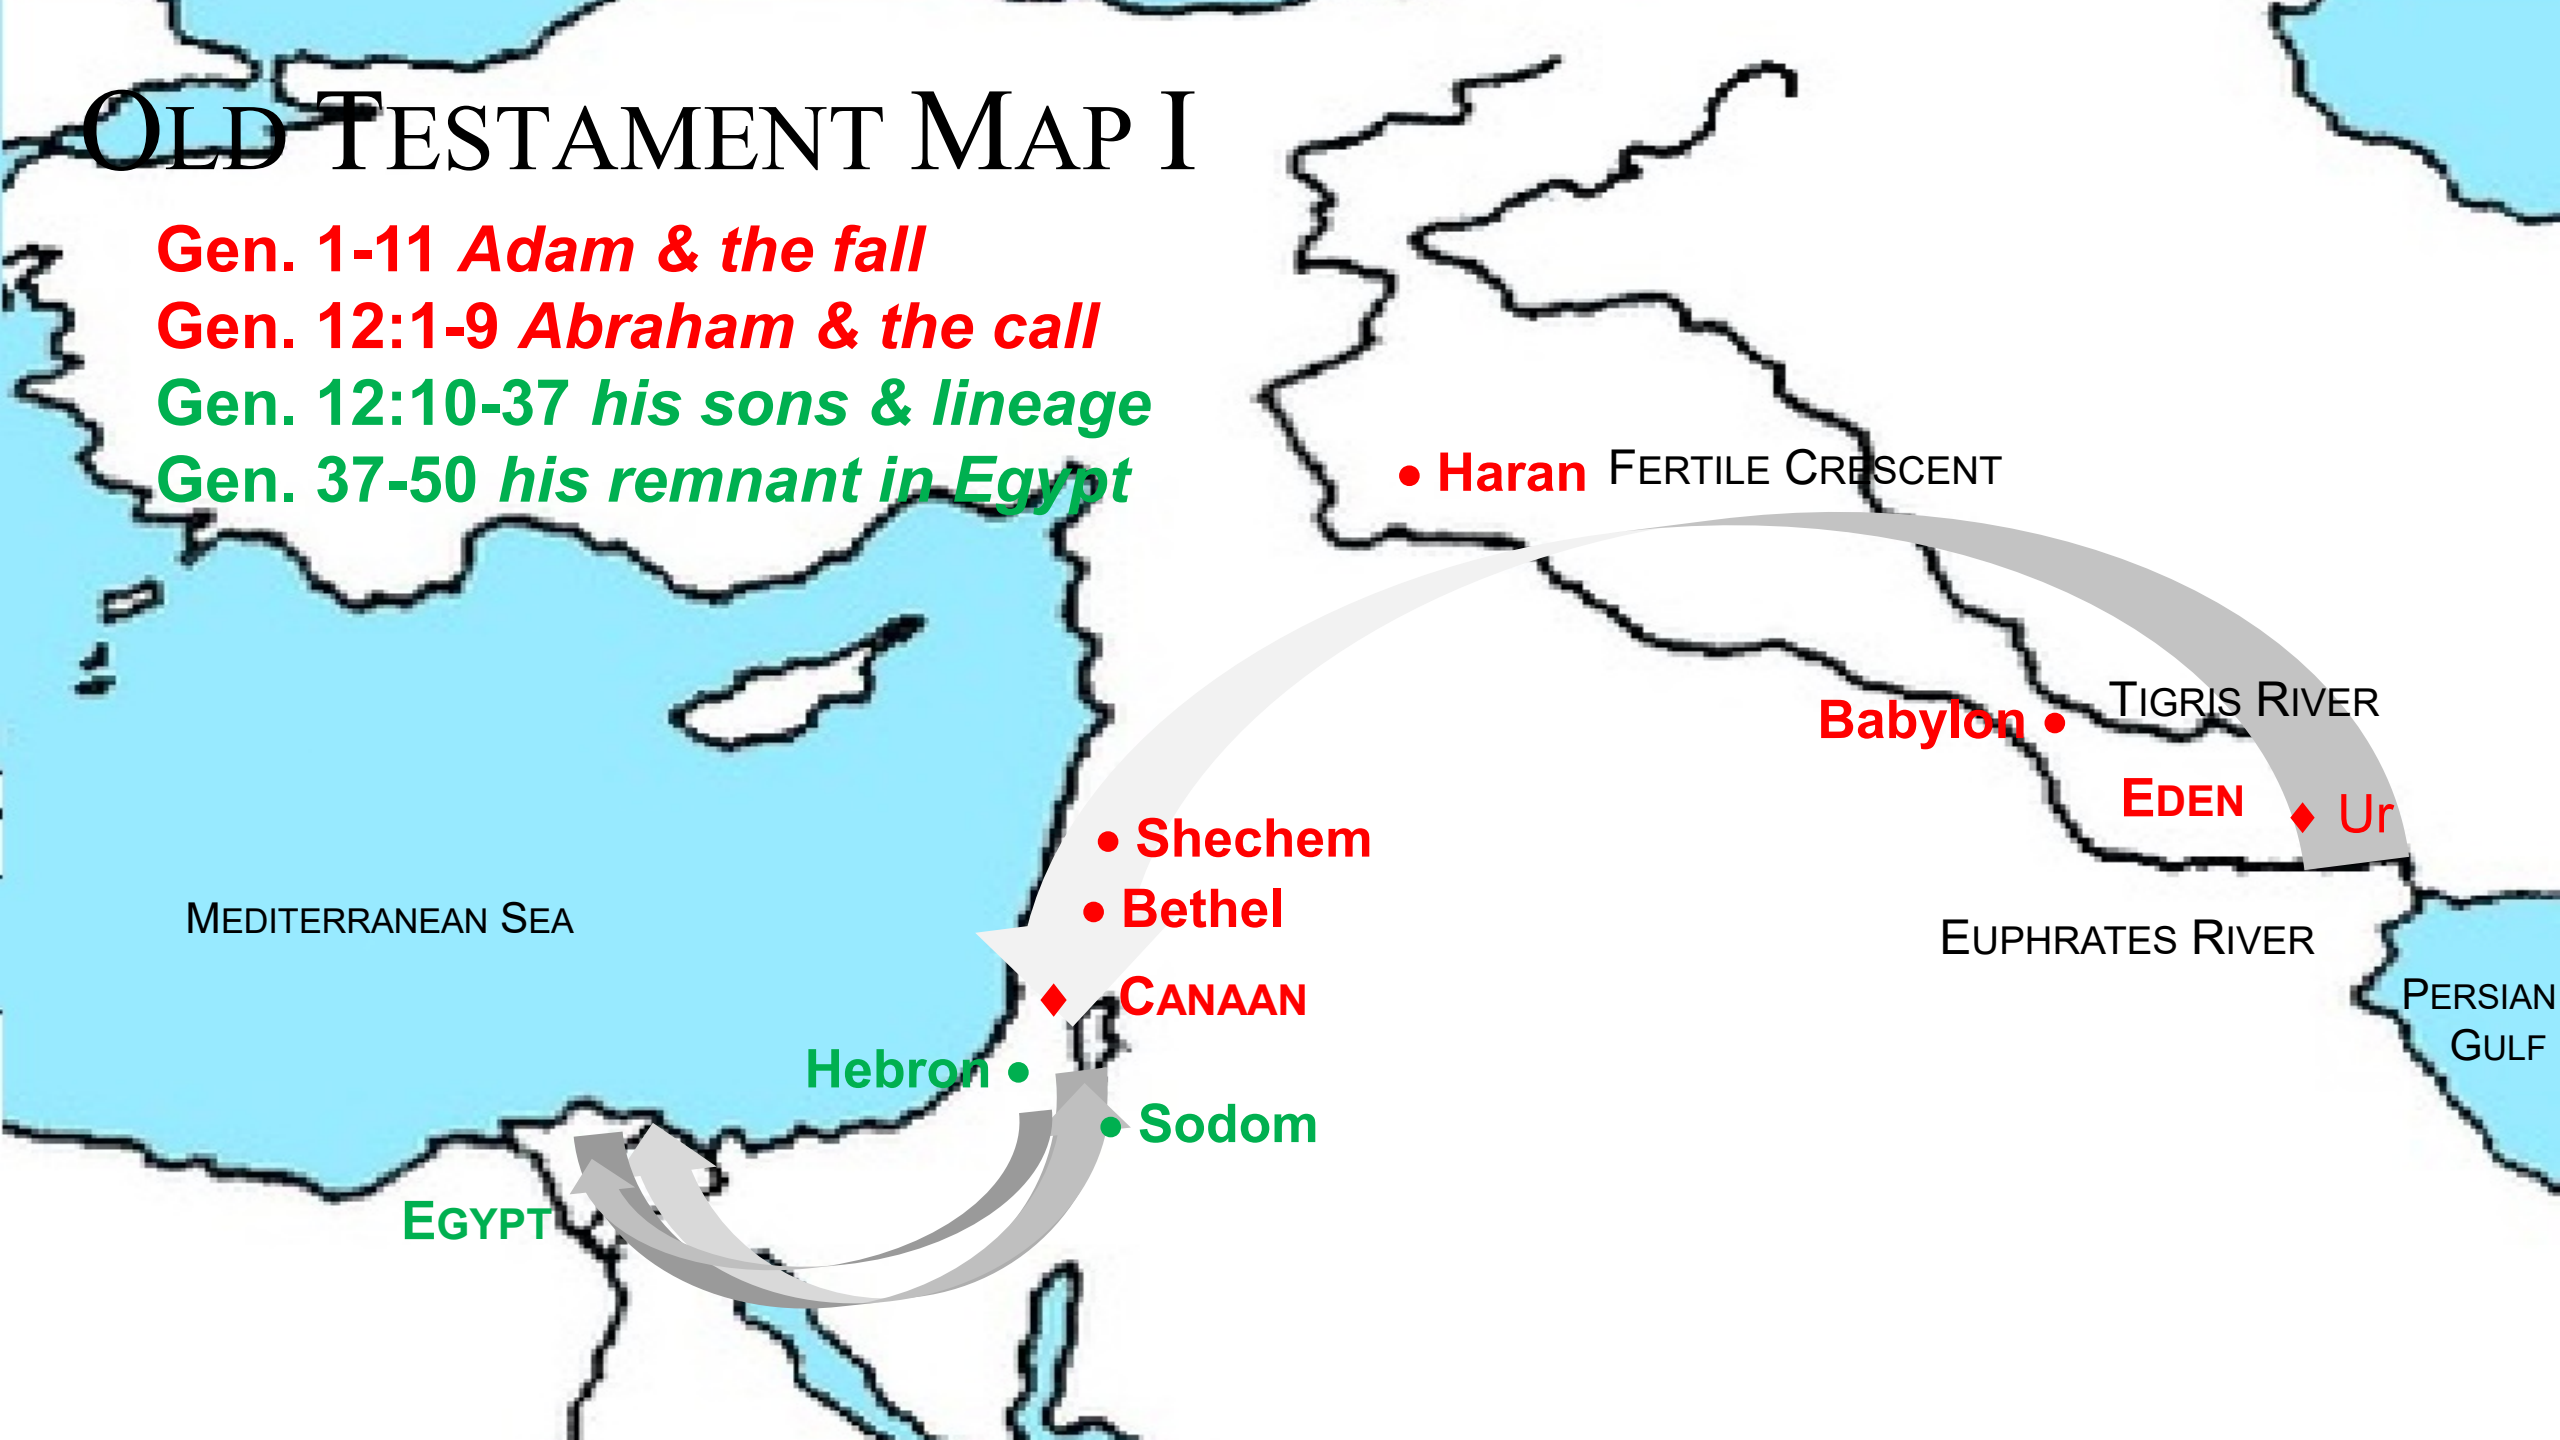 OLD TESTAMENT MAP I
Gen. 1-11 Adam & the fall
Gen. 12:1-9 Abraham & the call
Gen. 12:10-37 his sons & lineage
Gen. 37-50 his remnant in Egypt
• Haran
FERTILE CRESCENT
TIGRIS RIVER
Babylon •
EDEN
♦ Ur
• Shechem
• Bethel
MEDITERRANEAN SEA
EUPHRATES RIVER
♦ CANAAN
PERSIAN
GULF
Hebron •
• Sodom
EGYPT